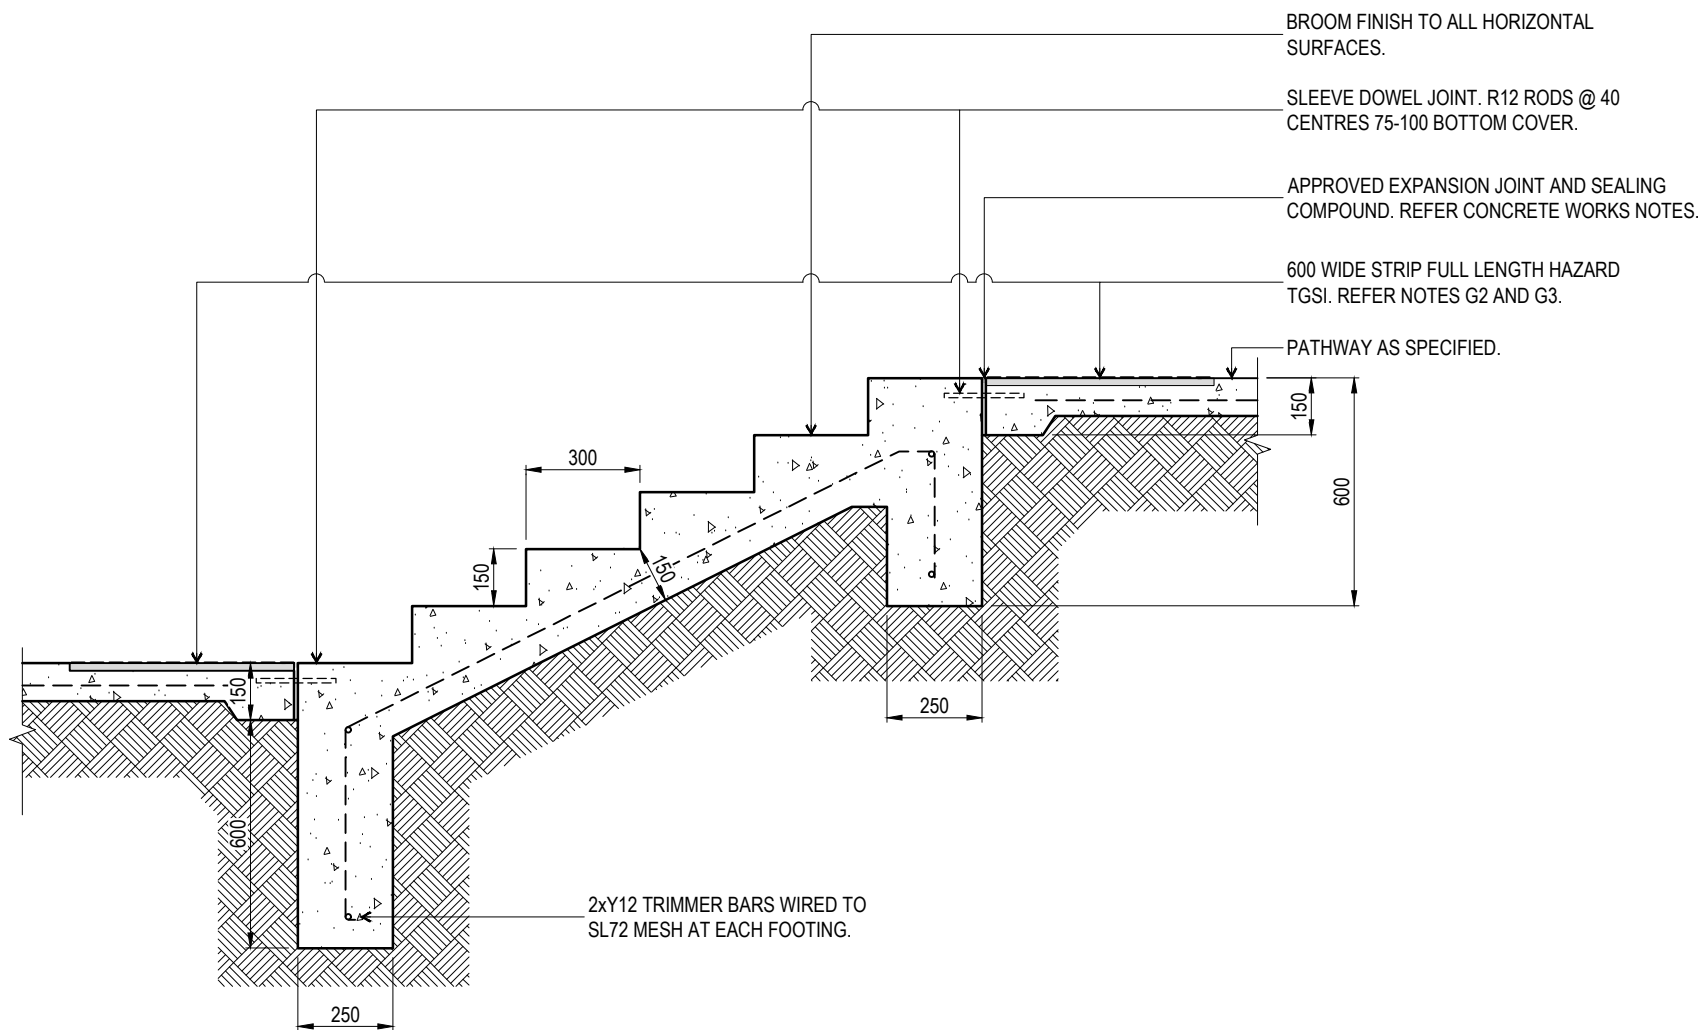 BROOM FINISH TO ALL HORIZONTAL
SURFACES.
SLEEVE DOWEL JOINT. R12 RODS @ 40
CENTRES 75-100 BOTTOM COVER.
APPROVED EXPANSION JOINT AND SEALING
COMPOUND. REFER CONCRETE WORKS NOTES.
600 WIDE STRIP FULL LENGTH HAZARD
TGSI. REFER NOTES G2 AND G3.
PATHWAY AS SPECIFIED.
150
600
300
150
150
250
150
600
2xY12 TRIMMER BARS WIRED TO
SL72 MESH AT EACH FOOTING.
250